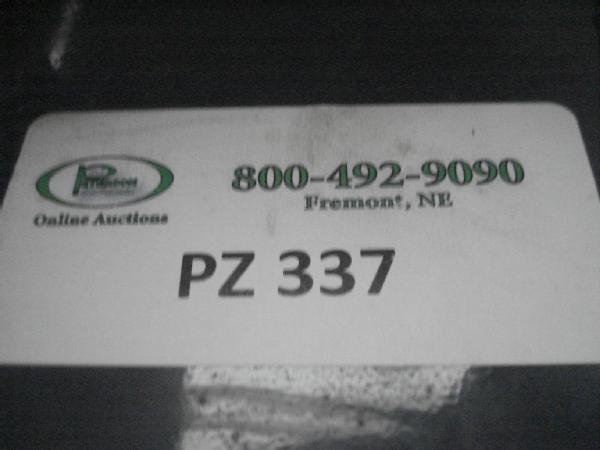 800-492-9090
Fremont, NE
Online Auctions
PZ 337